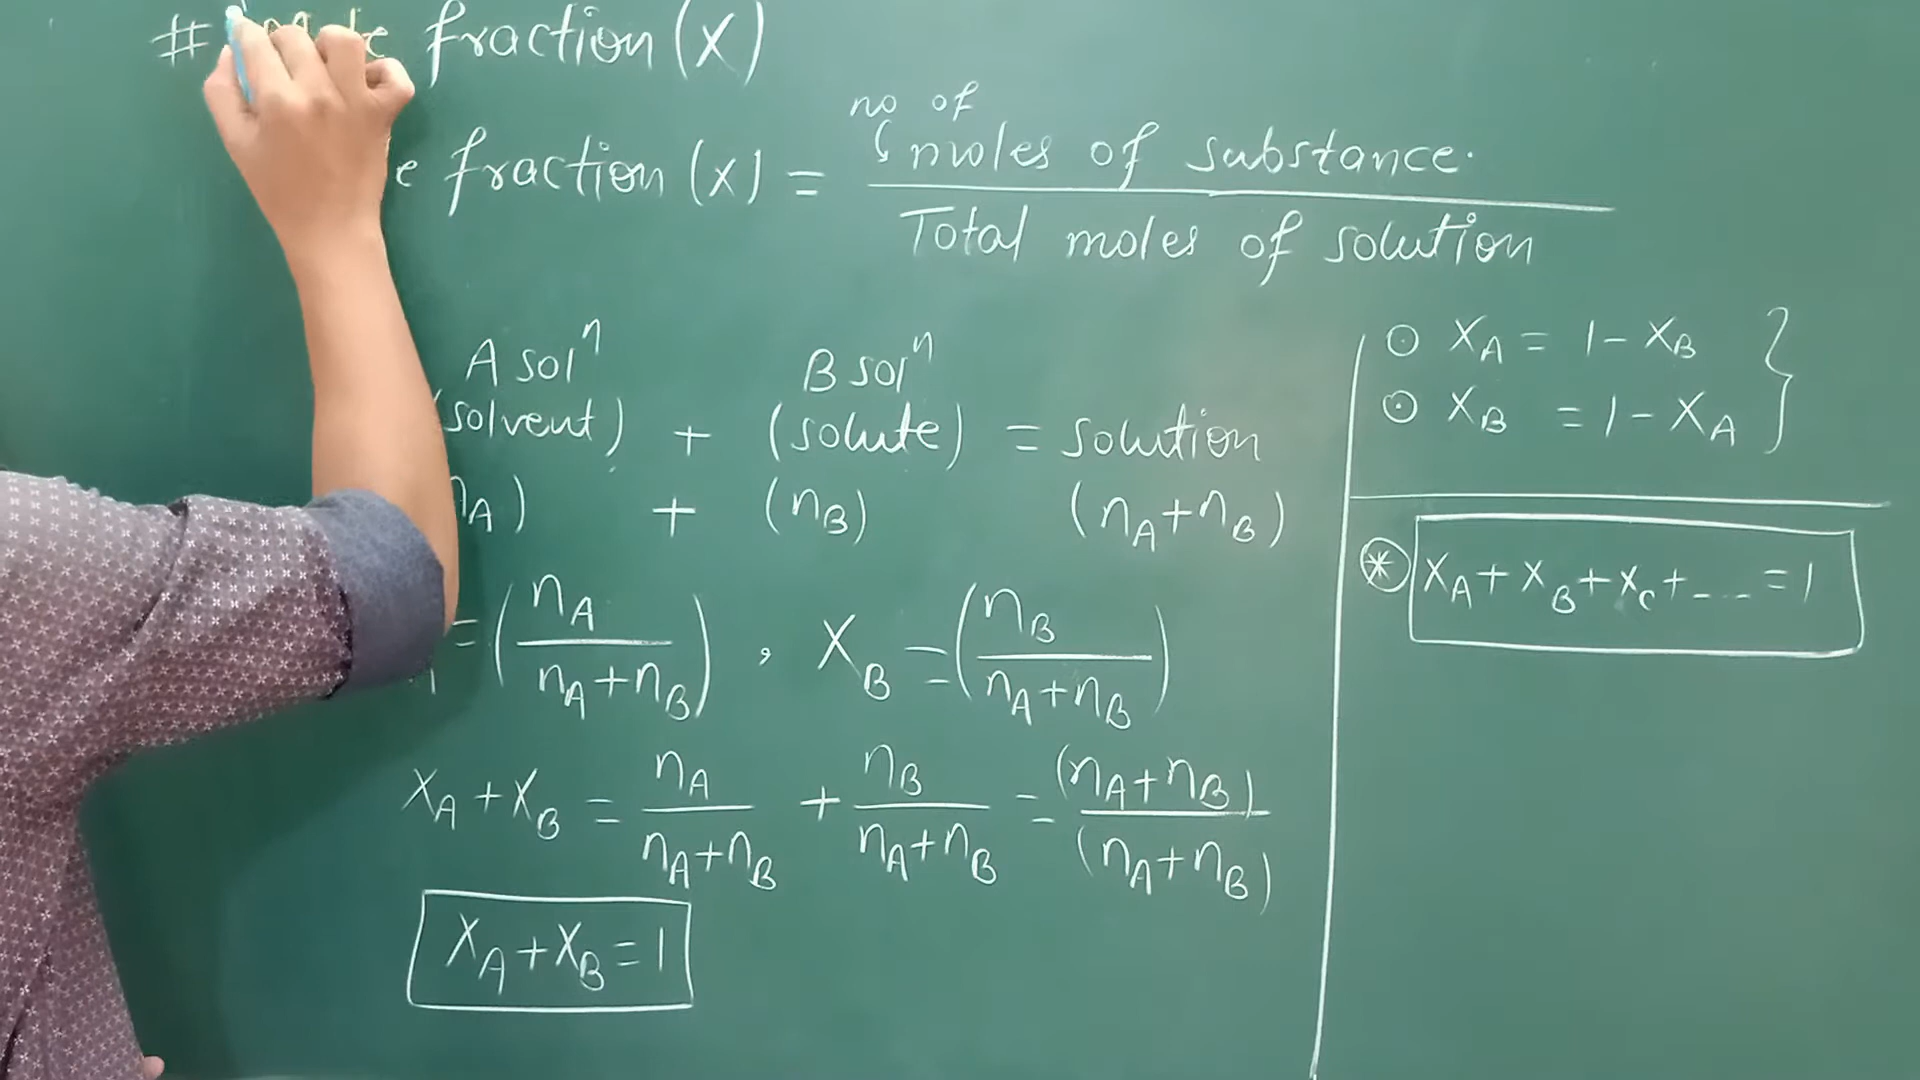 # fraction (X)
fraction (x) = no of moles of substance. / Total moles of solution
A solⁿ B solⁿ
(solvent) + (solute) = solution
nA) + (nB) (nA+nB)
= (nA / nA+nB) , XB = (nB / nA+nB)
XA + XB = nA / nA+nB + nB / nA+nB = (nA+nB) / (nA+nB)
XA + XB = 1
⊙ XA = 1 - XB }
⊙ XB = 1 - XA
⊛ XA + XB + XC + ---- = 1